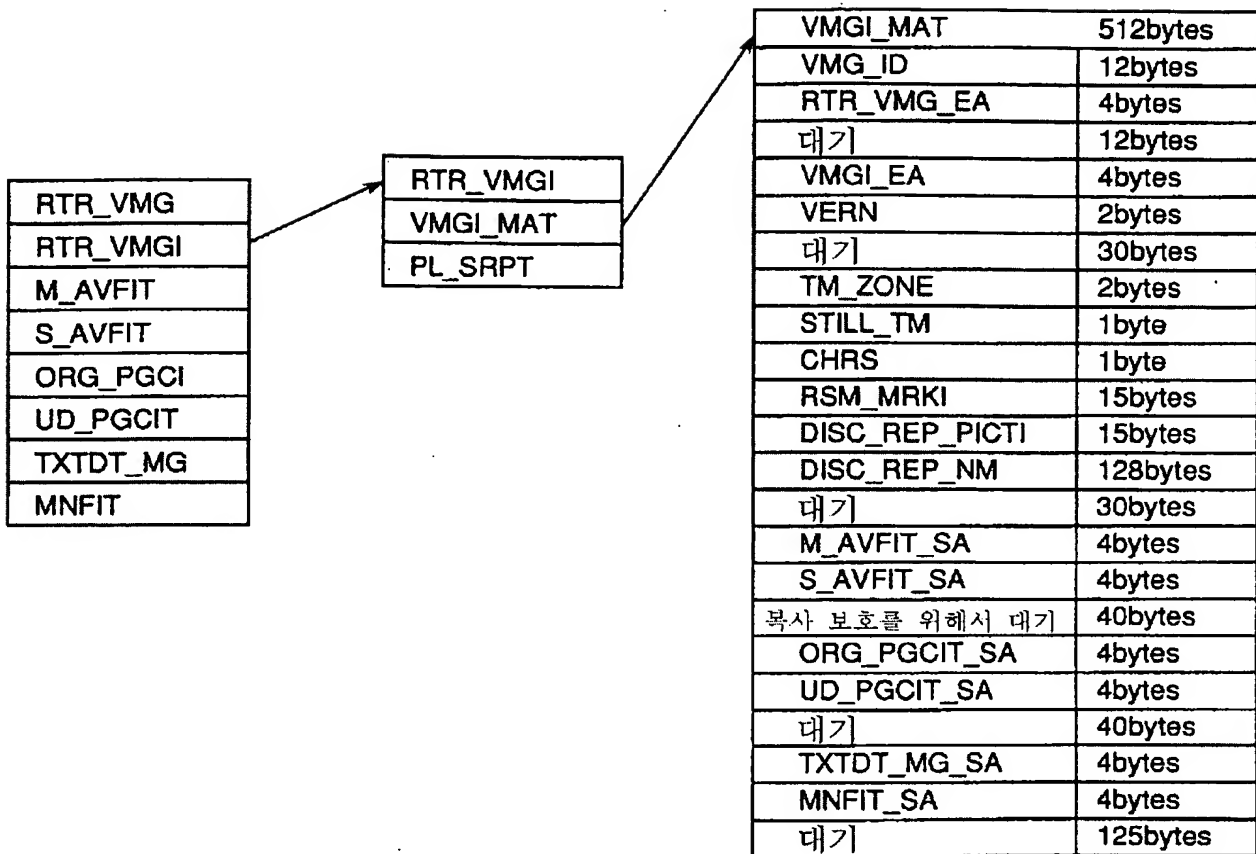 RTR_VMG
RTR_VMGI
M_AVFIT
S_AVFIT
ORG_PGCI
UD_PGCIT
TXTDT_MG
MNFIT
RTR_VMGI
VMGI_MAT
PL_SRPT
VMGI_MAT 512bytes
VMG_ID 12bytes
RTR_VMG_EA 4bytes
대기 12bytes
VMGI_EA 4bytes
VERN 2bytes
대기 30bytes
TM_ZONE 2bytes
STILL_TM 1byte
CHRS 1byte
RSM_MRKI 15bytes
DISC_REP_PICTI 15bytes
DISC_REP_NM 128bytes
대기 30bytes
M_AVFIT_SA 4bytes
S_AVFIT_SA 4bytes
복사 보호를 위해서 대기 40bytes
ORG_PGCIT_SA 4bytes
UD_PGCIT_SA 4bytes
대기 40bytes
TXTDT_MG_SA 4bytes
MNFIT_SA 4bytes
대기 125bytes